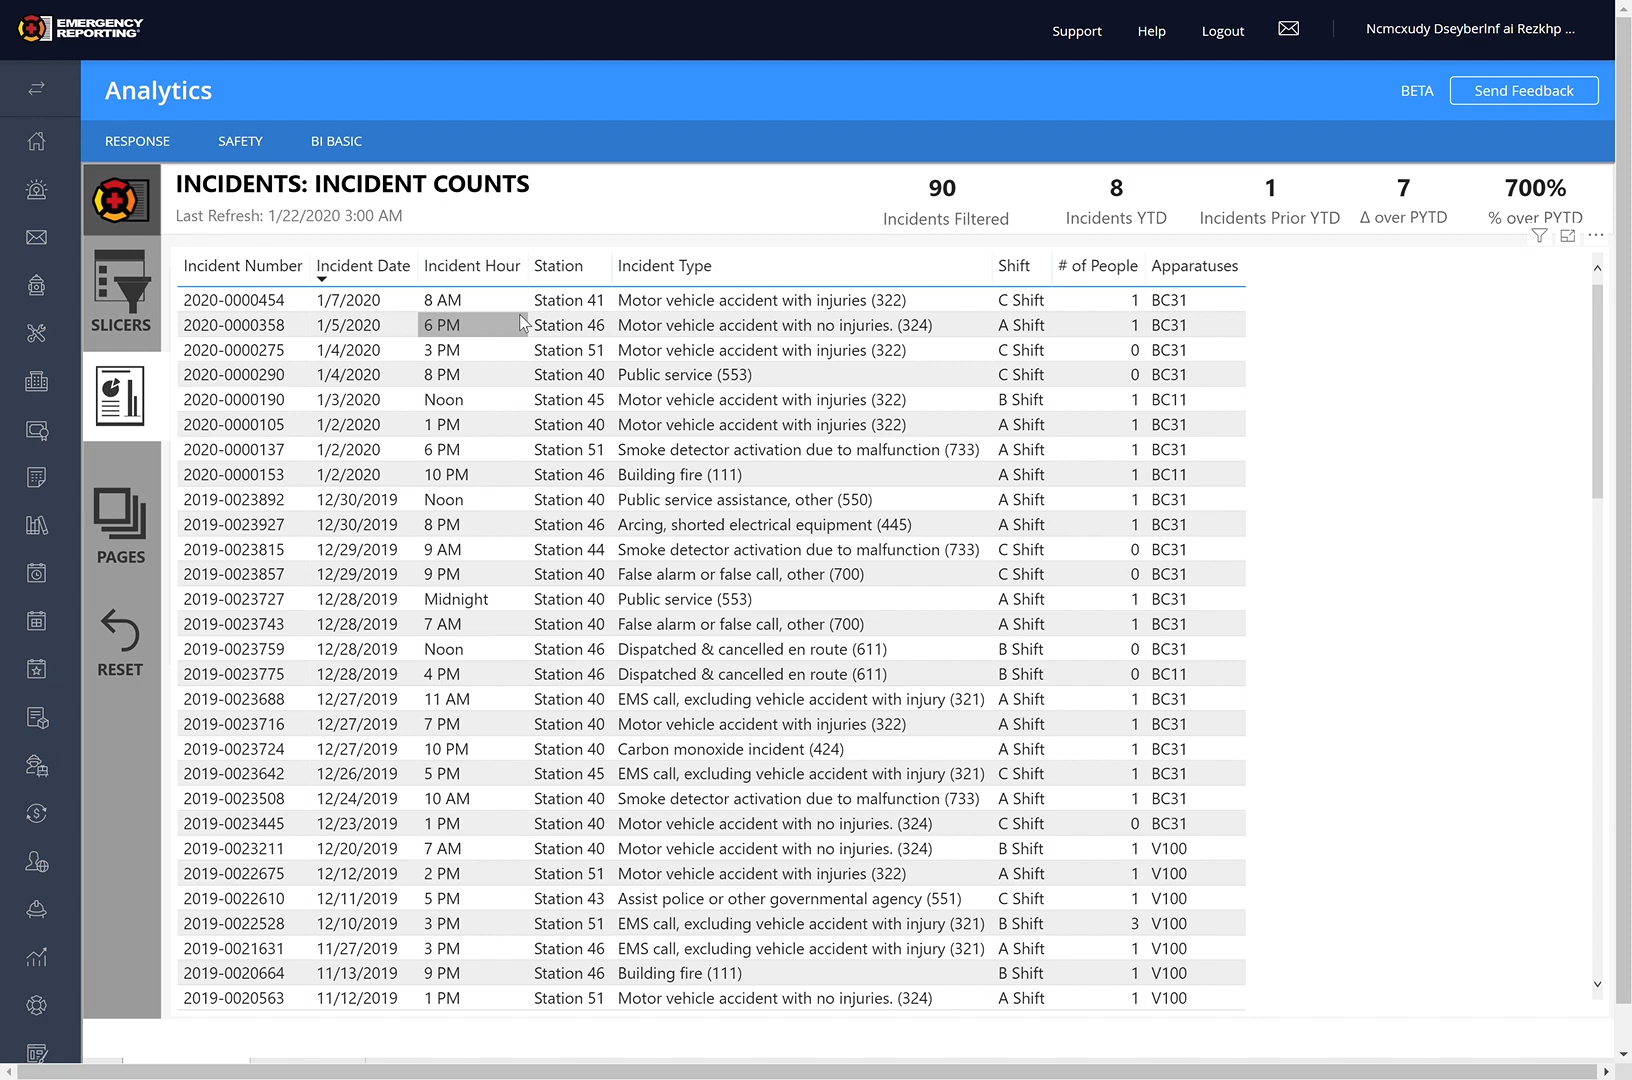 EMERGENCY
REPORTING
Support Help Logout Ncmcxudy DseyberInf ai Rezkhp ...
Analytics
BETA Send Feedback
RESPONSE SAFETY BI BASIC
INCIDENTS: INCIDENT COUNTS
Last Refresh: 1/22/2020 3:00 AM
90 8 1 7 700%
Incidents Filtered Incidents YTD Incidents Prior YTD Δ over PYTD % over PYTD
SLICERS
PAGES
RESET
Incident Number Incident Date Incident Hour Station Incident Type Shift # of People Apparatuses
2020-0000454 1/7/2020 8 AM Station 41 Motor vehicle accident with injuries (322) C Shift 1 BC31
2020-0000358 1/5/2020 6 PM Station 46 Motor vehicle accident with no injuries. (324) A Shift 1 BC31
2020-0000275 1/4/2020 3 PM Station 51 Motor vehicle accident with injuries (322) C Shift 0 BC31
2020-0000290 1/4/2020 8 PM Station 40 Public service (553) C Shift 0 BC31
2020-0000190 1/3/2020 Noon Station 45 Motor vehicle accident with injuries (322) B Shift 1 BC11
2020-0000105 1/2/2020 1 PM Station 40 Motor vehicle accident with injuries (322) A Shift 1 BC31
2020-0000137 1/2/2020 6 PM Station 51 Smoke detector activation due to malfunction (733) A Shift 1 BC31
2020-0000153 1/2/2020 10 PM Station 46 Building fire (111) A Shift 1 BC11
2019-0023892 12/30/2019 Noon Station 40 Public service assistance, other (550) A Shift 1 BC31
2019-0023927 12/30/2019 8 PM Station 46 Arcing, shorted electrical equipment (445) A Shift 1 BC31
2019-0023815 12/29/2019 9 AM Station 44 Smoke detector activation due to malfunction (733) C Shift 0 BC31
2019-0023857 12/29/2019 9 PM Station 40 False alarm or false call, other (700) C Shift 0 BC31
2019-0023727 12/28/2019 Midnight Station 40 Public service (553) A Shift 1 BC31
2019-0023743 12/28/2019 7 AM Station 40 False alarm or false call, other (700) A Shift 1 BC31
2019-0023759 12/28/2019 Noon Station 46 Dispatched & cancelled en route (611) B Shift 0 BC31
2019-0023775 12/28/2019 4 PM Station 46 Dispatched & cancelled en route (611) B Shift 0 BC11
2019-0023688 12/27/2019 11 AM Station 40 EMS call, excluding vehicle accident with injury (321) A Shift 1 BC31
2019-0023716 12/27/2019 7 PM Station 40 Motor vehicle accident with injuries (322) A Shift 1 BC31
2019-0023724 12/27/2019 10 PM Station 40 Carbon monoxide incident (424) A Shift 1 BC31
2019-0023642 12/26/2019 5 PM Station 45 EMS call, excluding vehicle accident with injury (321) C Shift 1 BC31
2019-0023508 12/24/2019 10 AM Station 40 Smoke detector activation due to malfunction (733) A Shift 1 BC31
2019-0023445 12/23/2019 1 PM Station 40 Motor vehicle accident with no injuries. (324) C Shift 0 BC31
2019-0023211 12/20/2019 7 AM Station 40 Motor vehicle accident with no injuries. (324) B Shift 1 V100
2019-0022675 12/12/2019 2 PM Station 51 Motor vehicle accident with injuries (322) A Shift 1 V100
2019-0022610 12/11/2019 5 PM Station 43 Assist police or other governmental agency (551) C Shift 1 V100
2019-0022528 12/10/2019 3 PM Station 51 EMS call, excluding vehicle accident with injury (321) B Shift 3 V100
2019-0021631 11/27/2019 3 PM Station 46 EMS call, excluding vehicle accident with injury (321) A Shift 1 V100
2019-0020664 11/13/2019 9 PM Station 46 Building fire (111) B Shift 1 V100
2019-0020563 11/12/2019 1 PM Station 51 Motor vehicle accident with no injuries. (324) A Shift 1 V100